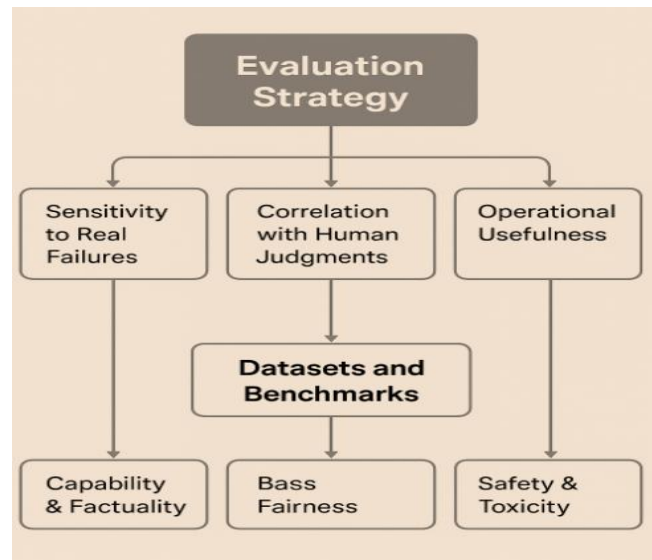 Evaluation
Strategy
Sensitivity
to Real
Failures
Correlation
with Human
Judgments
Operational
Usefulness
Datasets and
Benchmarks
Capability
& Factuality
Bass
Fairness
Safety &
Toxicity